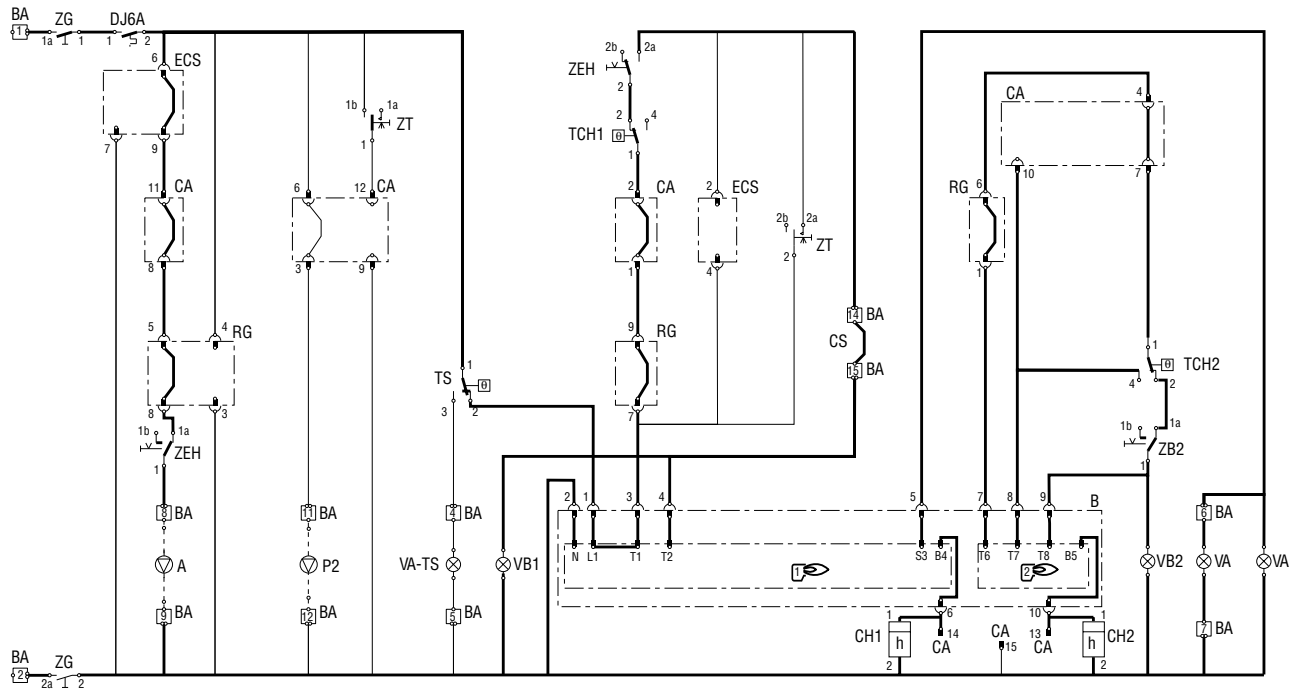 BA ZG DJ6A
1 1a 1 1 2
6 ECS
7 9
11 CA
8
5 4 RG
8 3
1b 1a
ZEH
1
8 BA
A
9 BA
BA ZG
2 2a 2
1b 1a
ZT
1
6 12 CA
3 9
11 BA
P2
12 BA
1
TS θ
3 2
4 BA
VA-TS
5 BA
VB1
2b 2a
ZEH
2
2 4
TCH1 θ
1
2 CA
1
9 RG
7
2 ECS
4
2b 2a
ZT
2
14 BA
CS
15 BA
2 1 3 4 5 7 8 9 B
N L1 T1 T2 S3 B4 T6 T7 T8 B5
1 2
6 10
1 CH1 h 2
14 CA
CA 15
13 CA
1 CH2 h 2
CA 4
10 7
RG 6
1
1
TCH2 θ
4 2
1b 1a
ZB2
1
VB2
6 BA
VA
7 BA
VA